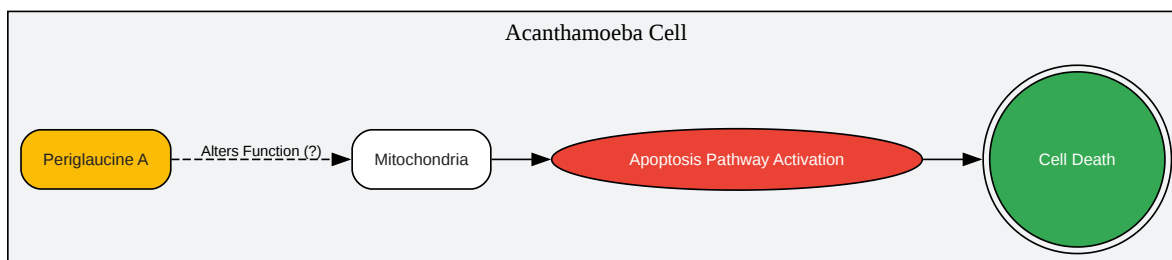 Acanthamoeba Cell
Periglaucine A
Alters Function (?)
Mitochondria
Apoptosis Pathway Activation
Cell Death